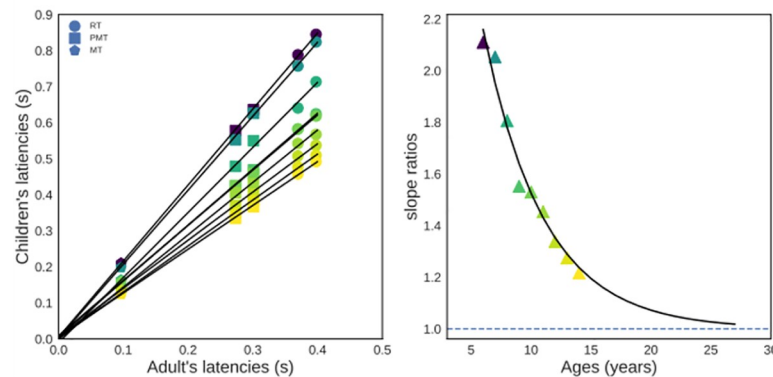 0.9
0.8
0.7
0.6
0.5
0.4
0.3
0.2
0.1
0.0
Children's latiencies (s)
RT
PMT
MT
0.0 0.1 0.2 0.3 0.4 0.5
Adult's latencies (s)
2.2
2.0
1.8
1.6
1.4
1.2
1.0
slope ratios
5 10 15 20 25 30
Ages (years)